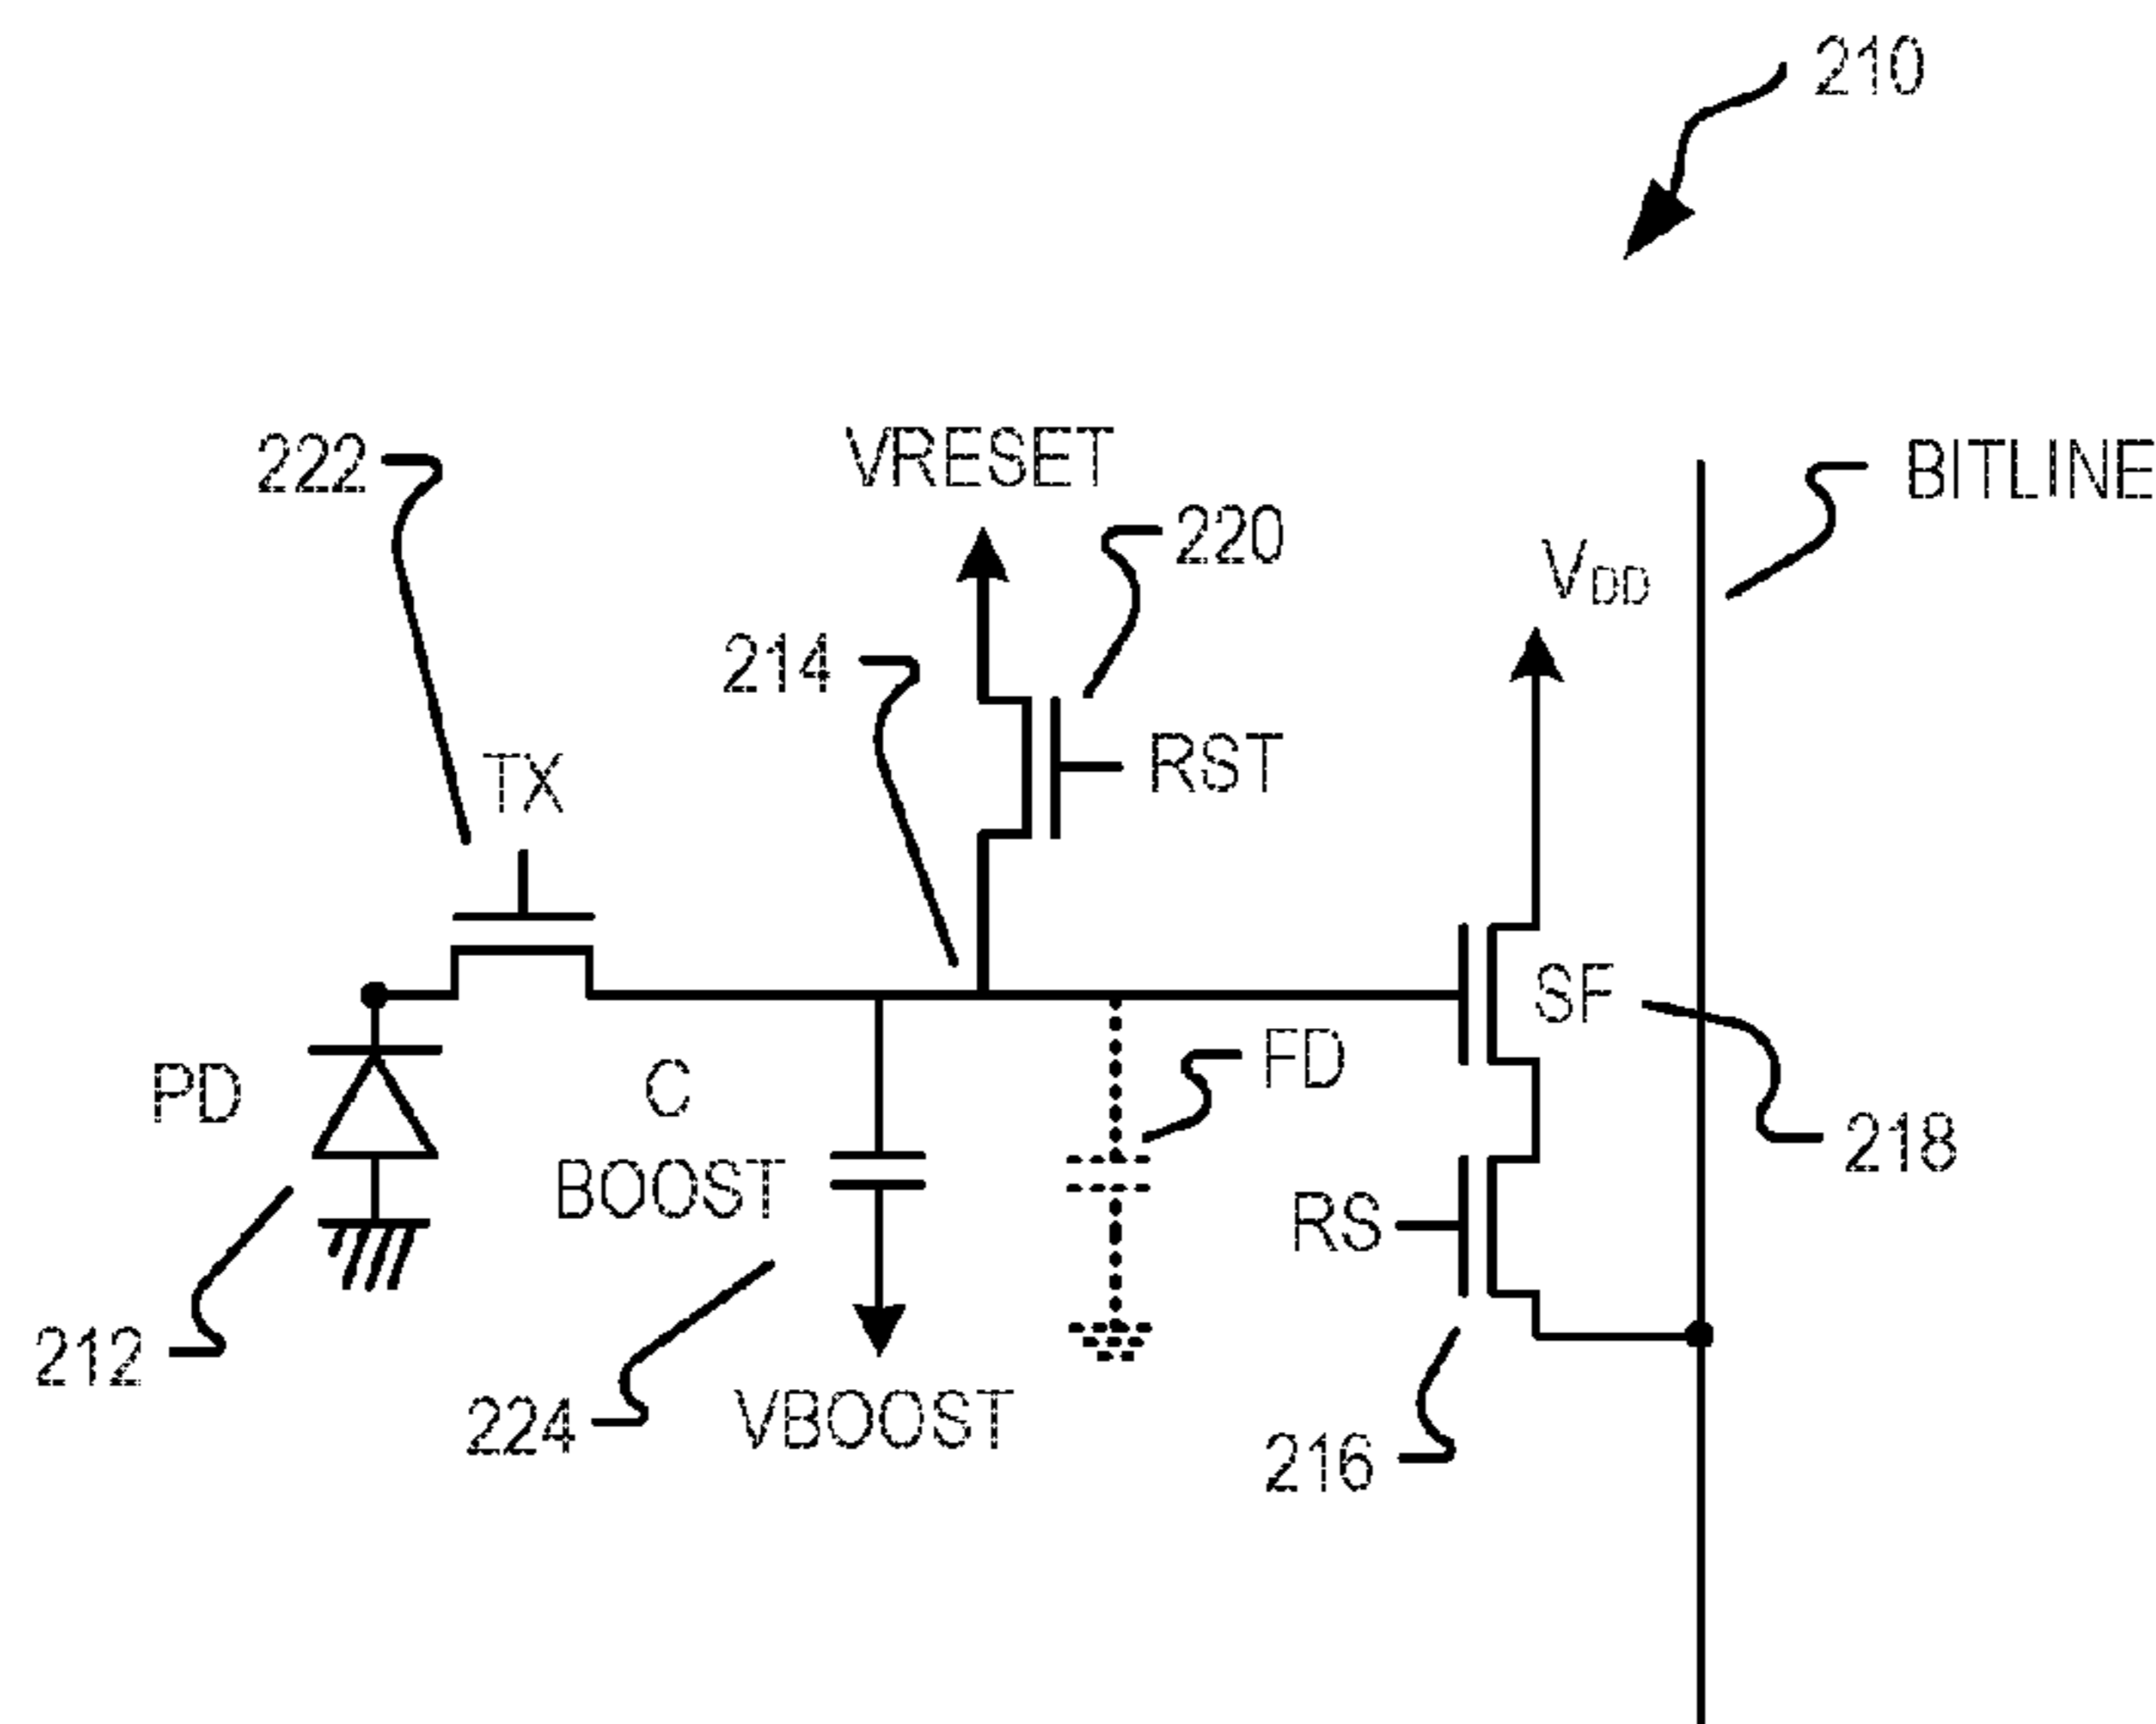 210
222
VRESET
BITLINE
220
VDD
214
TX
RST
SF
FD
PD
C
BOOST
218
RS
212
224
VBOOST
216